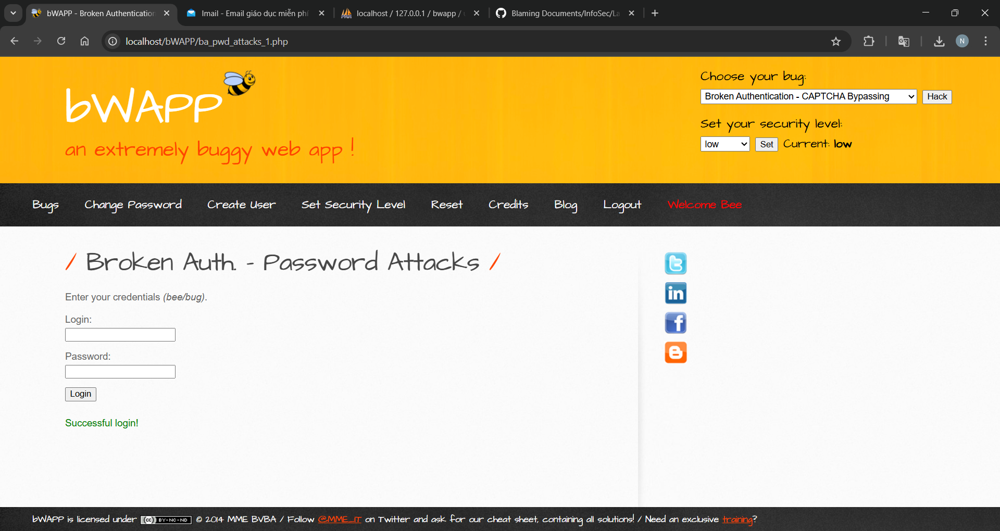 bWAPP - Broken Authentication
Imail - Email giáo dục miễn phí
localhost / 127.0.0.1 / bwapp /
Blaming Documents/InfoSec/La
localhost/bWAPP/ba_pwd_attacks_1.php
N
bWAPP
an extremely buggy web app !
Choose your bug:
Broken Authentication - CAPTCHA Bypassing
Hack
Set your security level:
low
Set
Current: low
Bugs
Change Password
Create User
Set Security Level
Reset
Credits
Blog
Logout
Welcome Bee
/ Broken Auth. - Password Attacks /
Enter your credentials (bee/bug).
Login:
Password:
Login
Successful login!
bWAPP is licensed under (cc) BY-NC-ND © 2014 MME BVBA / Follow @MME_IT on Twitter and ask for our cheat sheet, containing all solutions! / Need an exclusive training?